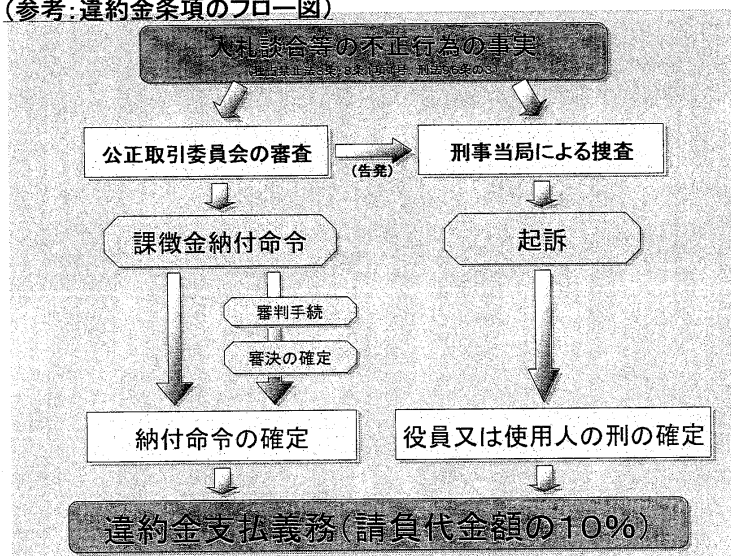 (参考:違約金条項のフロー図)
入札談合等の不正行為の事実
公正取引委員会の審査
(告発)
刑事当局による捜査
課徴金納付命令
起訴
審判手続
審決の確定
納付命令の確定
役員又は使用人の刑の確定
違約金支払義務(請負代金額の10%)